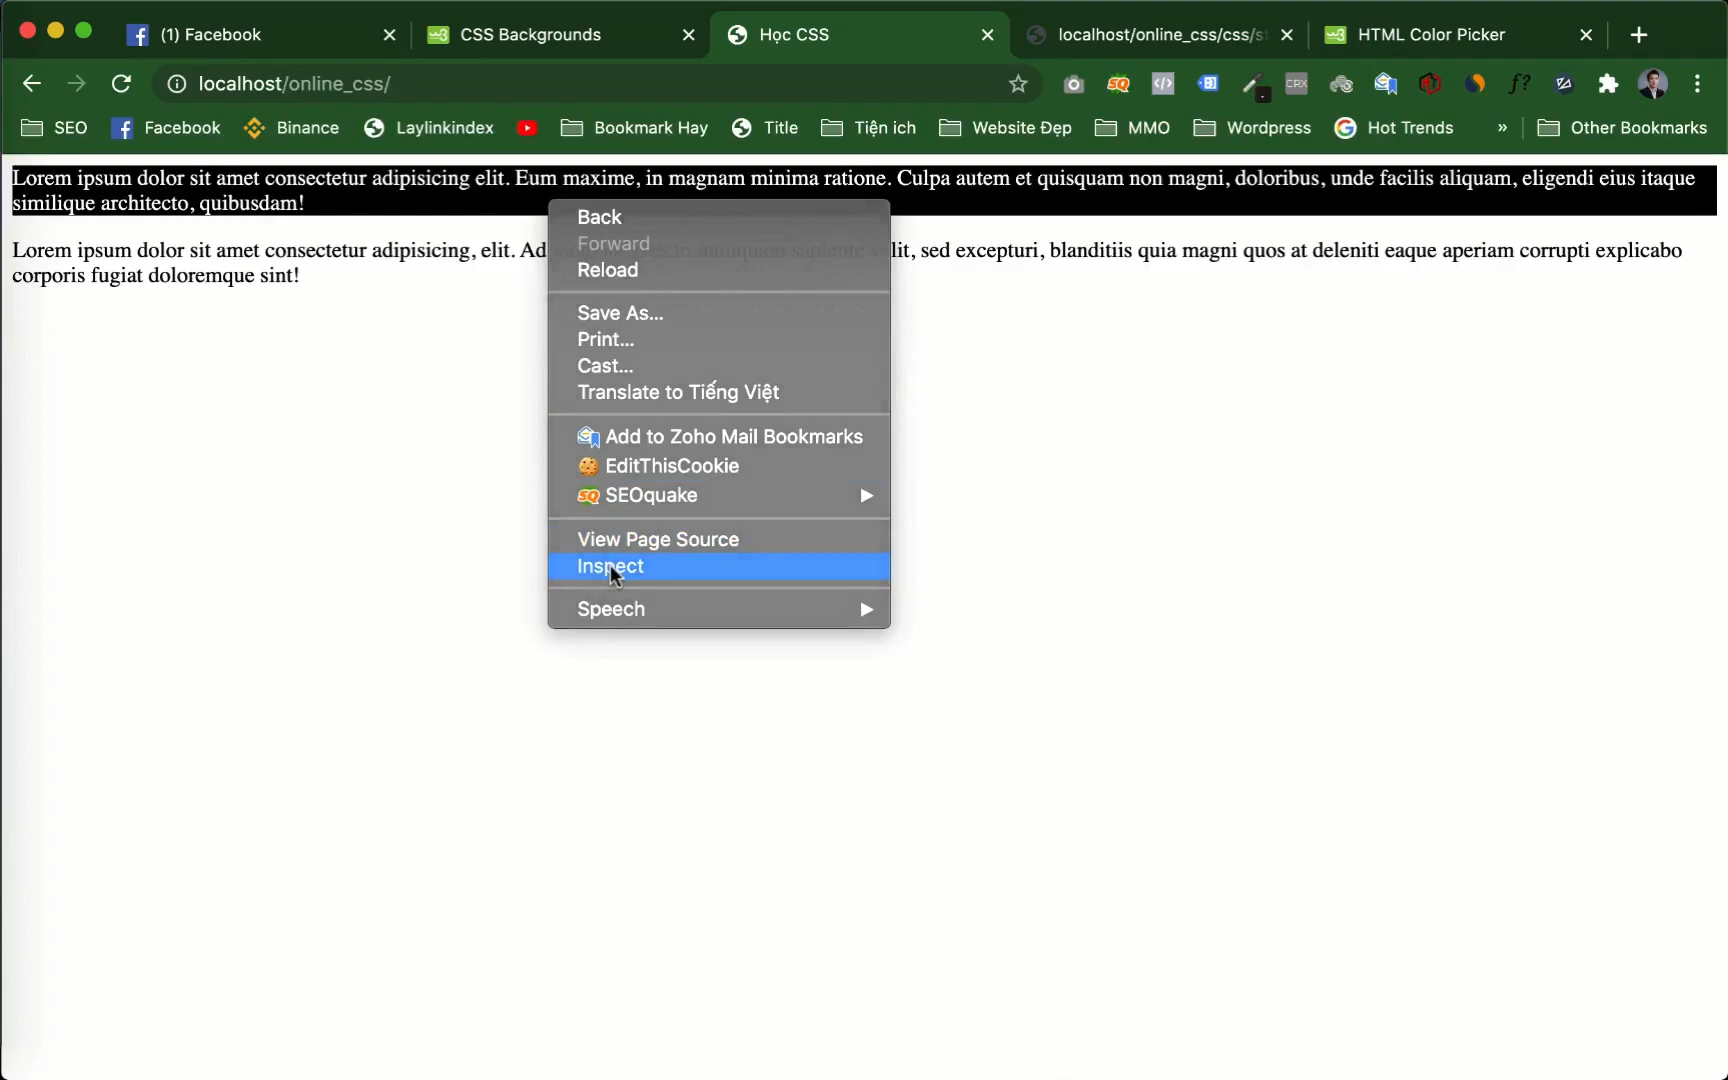 (1) Facebook
CSS Backgrounds
Học CSS
localhost/online_css/css/s
HTML Color Picker
localhost/online_css/
CRX
f?
SEO
Facebook
Binance
Laylinkindex
Bookmark Hay
Title
Tiện ich
Website Đẹp
MMO
Wordpress
Hot Trends
»
Other Bookmarks
Lorem ipsum dolor sit amet consectetur adipisicing elit. Eum maxime, in magnam minima ratione. Culpa autem et quisquam non magni, doloribus, unde facilis aliquam, eligendi eius itaque
similique architecto, quibusdam!
Lorem ipsum dolor sit amet consectetur adipisicing, elit. Ad sed excepturi, blanditiis quia magni quos at deleniti eaque aperiam corrupti explicabo
corporis fugiat doloremque sint!
Back
Forward
Reload
Save As...
Print...
Cast...
Translate to Tiếng Việt
Add to Zoho Mail Bookmarks
EditThisCookie
SEOquake
View Page Source
Inspect
Speech